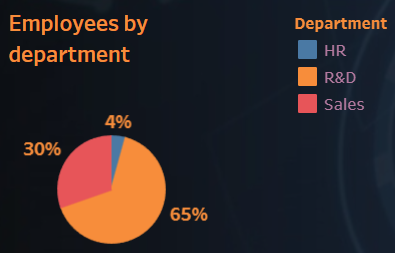 Employees by
department
Department
HR
R&D
Sales
4%
30%
65%